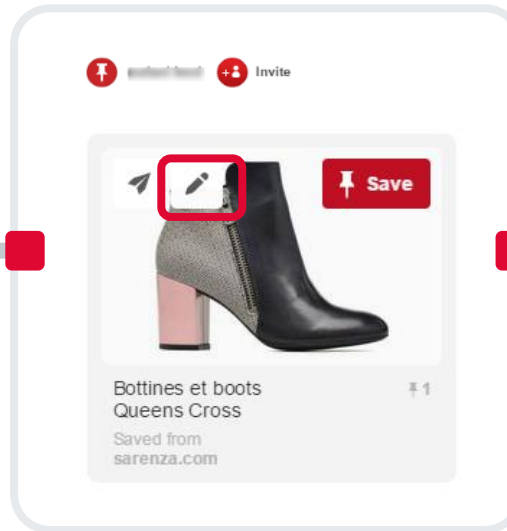 Invite
Save
Bottines et boots
Queens Cross
1
Saved from
sarenza.com